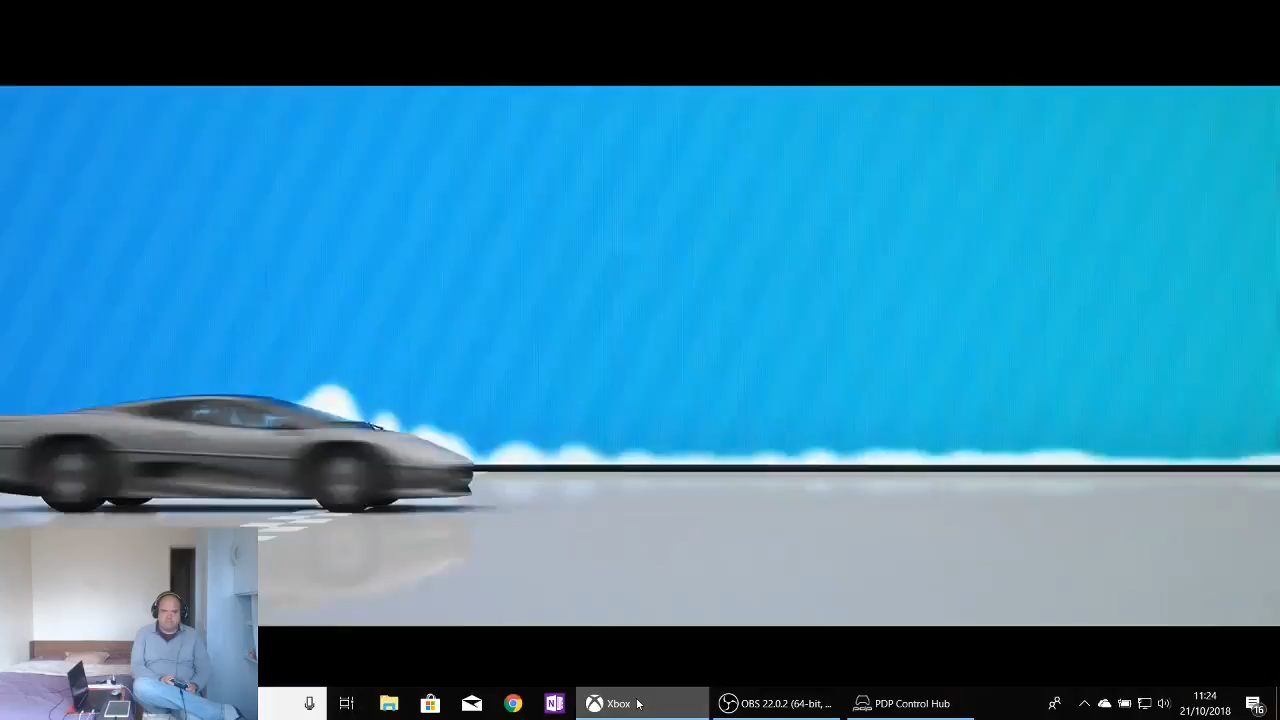 Xbox
OBS 22.0.2 (64-bit, ...
PDP Control Hub
11:24
21/10/2018
16